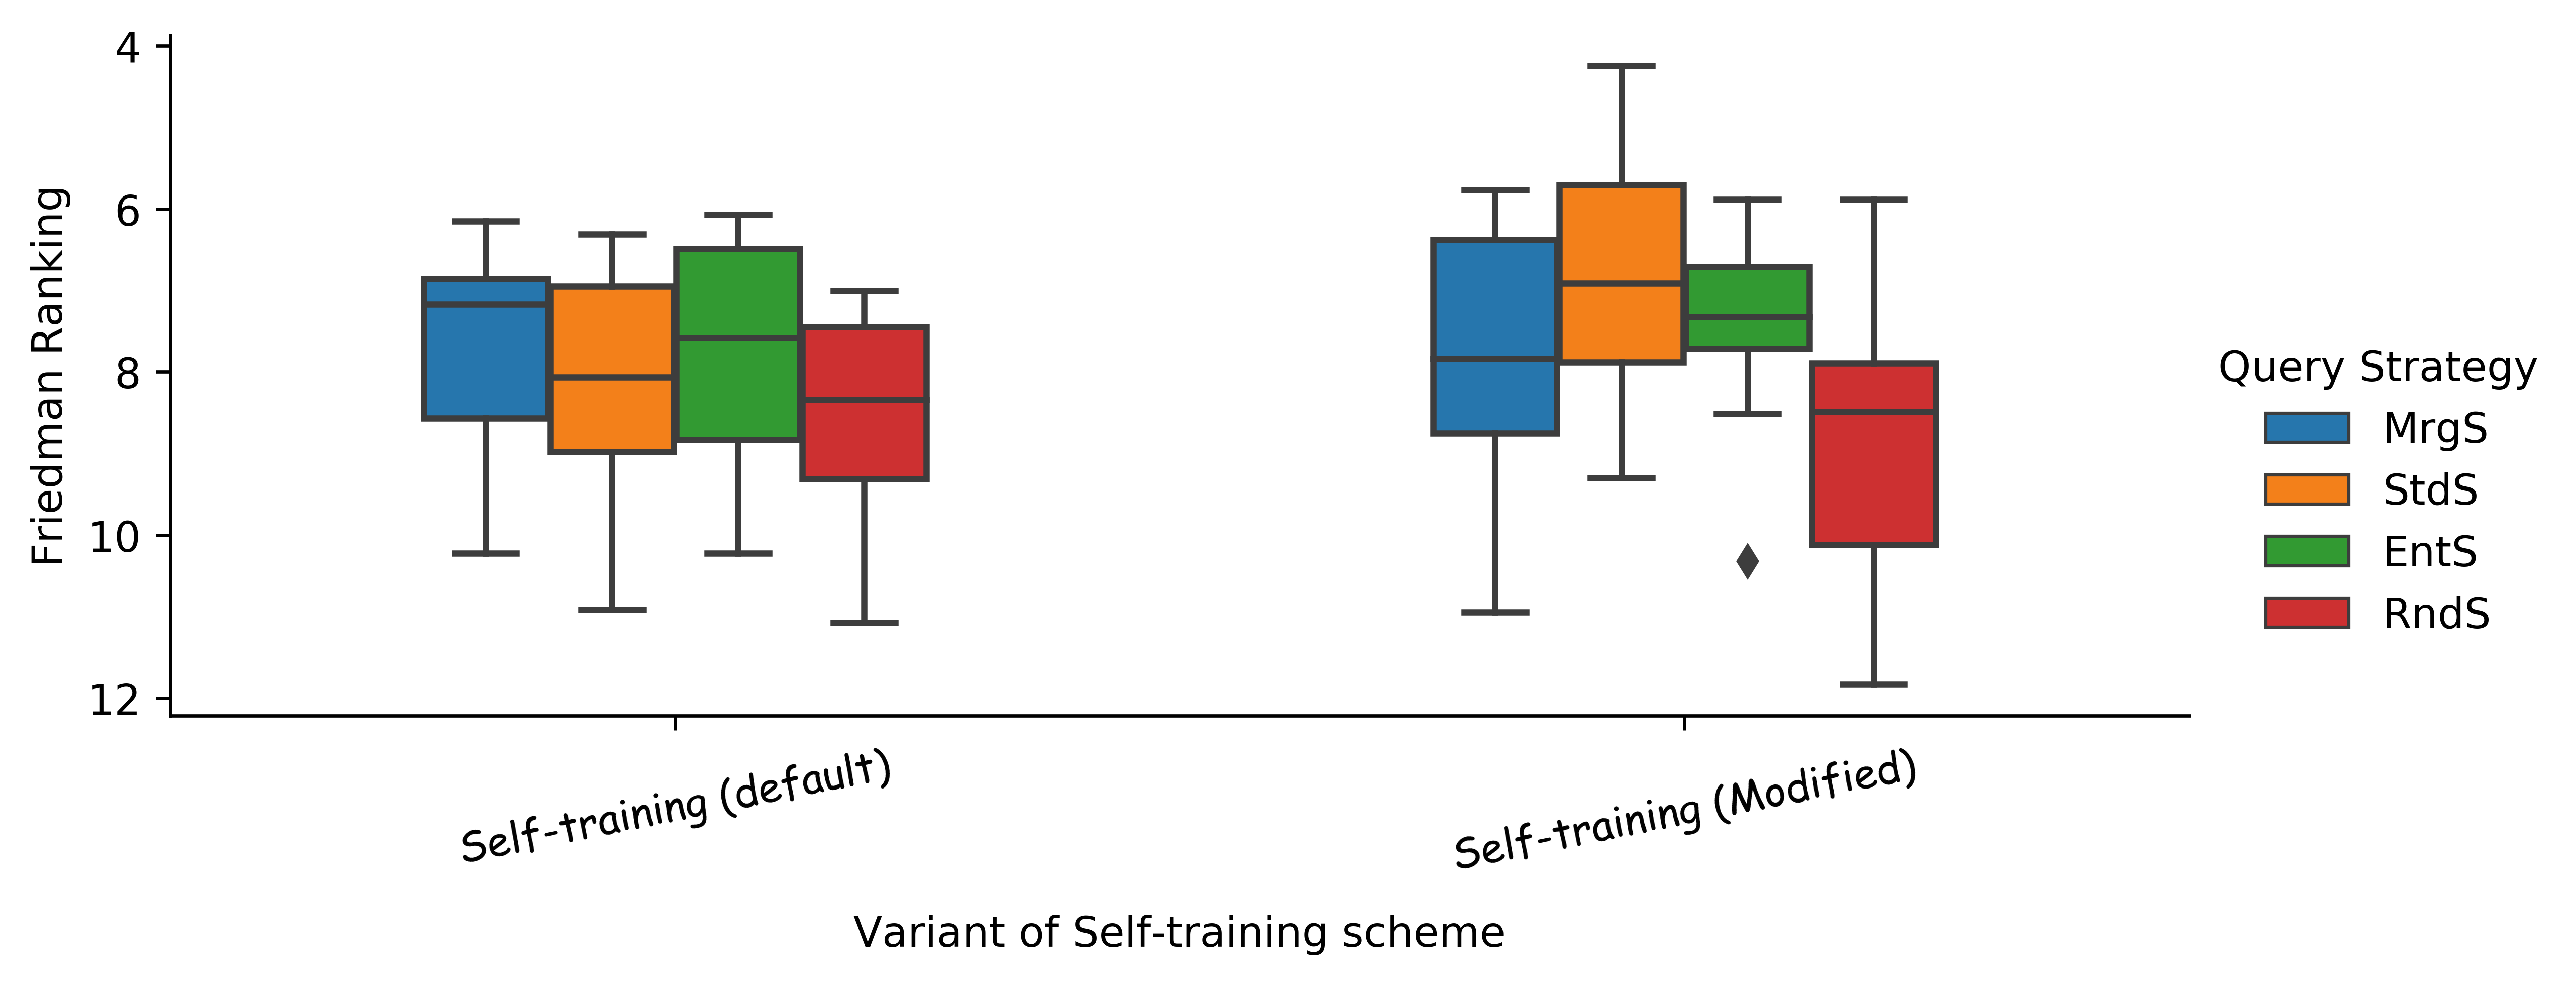 4
6
8
10
12
Friedman Ranking
Self-training (default)
Self-training (Modified)
Variant of Self-training scheme
Query Strategy
MrgS
StdS
EntS
RndS